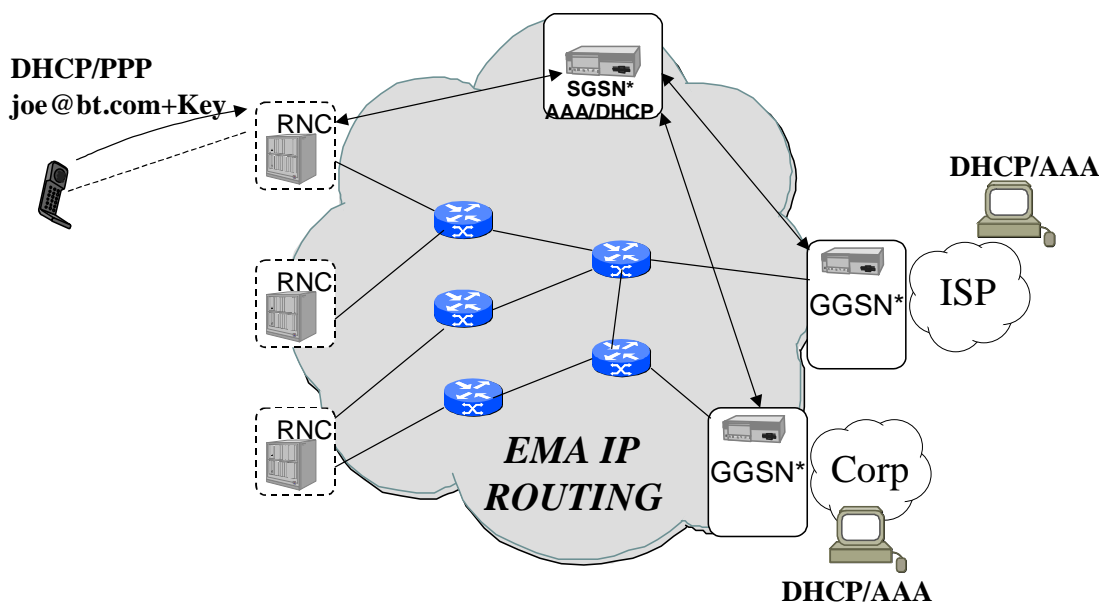 DHCP/PPP
joe@bt.com+Key
RNC
SGSN*
AAA/DHCP
DHCP/AAA
RNC
GGSN*
ISP
RNC
EMA IP
ROUTING
GGSN*
Corp
DHCP/AAA